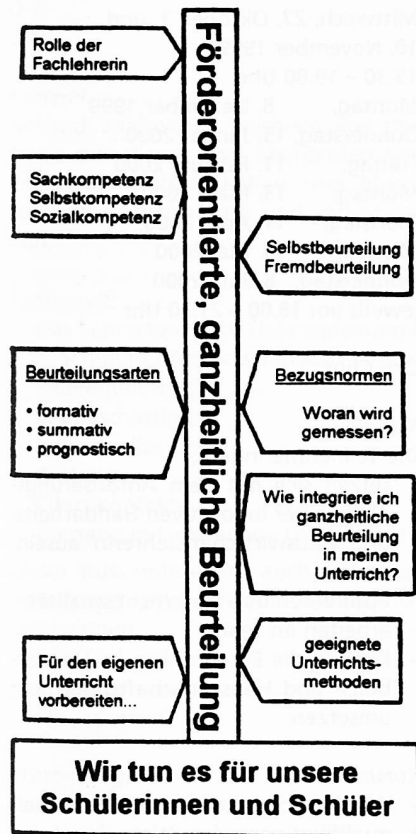 Rolle der
Fachlehrerin
Förderorientierte, ganzheitliche Beurteilung
Sachkompetenz
Selbstkompetenz
Sozialkompetenz
Selbstbeurteilung
Fremdbeurteilung
Beurteilungsarten
• formativ
• summativ
• prognostisch
Bezugsnormen
Woran wird
gemessen?
Wie integriere ich
ganzheitliche
Beurteilung
in meinen
Unterricht?
Für den eigenen
Unterricht
vorbereiten...
geeignete
Unterrichts-
methoden
Wir tun es für unsere
Schülerinnen und Schüler